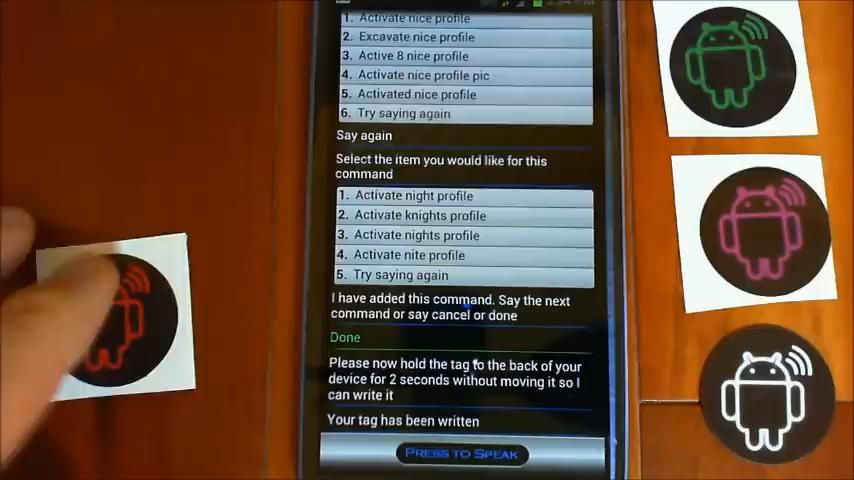 1. Activate nice profile
2. Excavate nice profile
3. Active 8 nice profile
4. Activate nice profile pic
5. Activated nice profile
6. Try saying again
Say again
Select the item you would like for this
command
1. Activate night profile
2. Activate knights profile
3. Activate nights profile
4. Activate nite profile
5. Try saying again
I have added this command. Say the next
command or say cancel or done
Done
Please now hold the tag to the back of your
device for 2 seconds without moving it so I
can write it
Your tag has been written
PRESS TO SPEAK